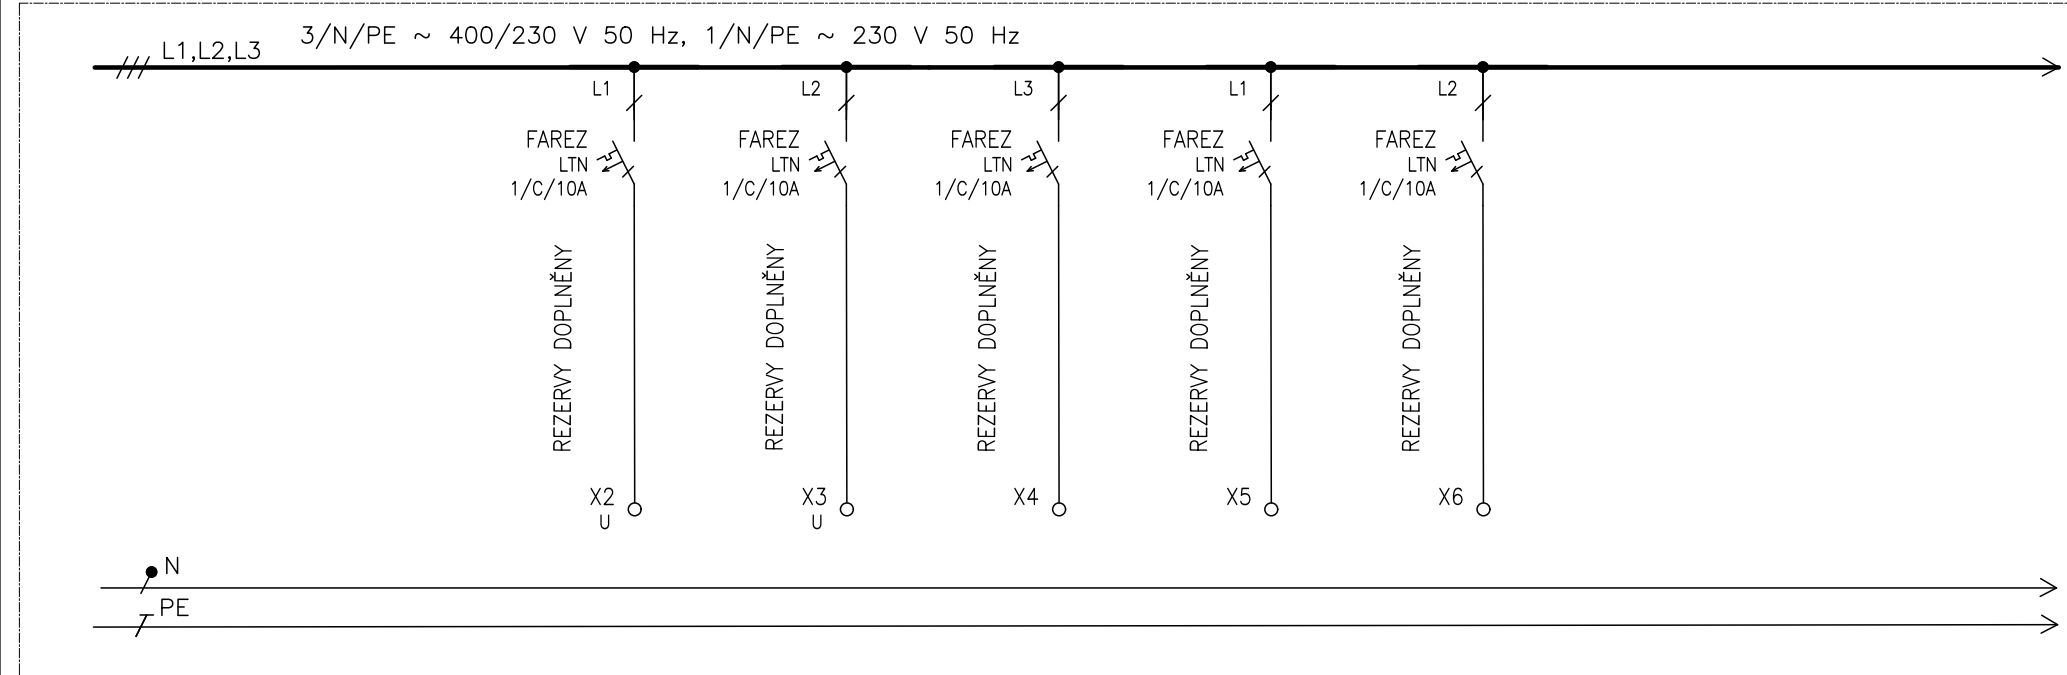 3/N/PE ~ 400/230 V 50 Hz, 1/N/PE ~ 230 V 50 Hz
L1,L2,L3
L1
FAREZ
LTN
1/C/10A
REZERVY DOPLNĚNY
X2
U
L2
FAREZ
LTN
1/C/10A
REZERVY DOPLNĚNY
X3
U
L3
FAREZ
LTN
1/C/10A
REZERVY DOPLNĚNY
X4
L1
FAREZ
LTN
1/C/10A
REZERVY DOPLNĚNY
X5
L2
FAREZ
LTN
1/C/10A
REZERVY DOPLNĚNY
X6
N
PE